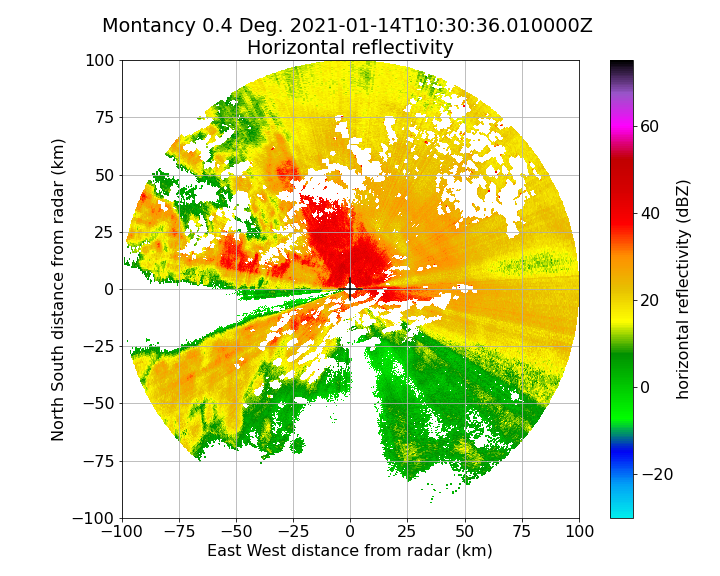 Montancy 0.4 Deg. 2021-01-14T10:30:36.010000Z
Horizontal reflectivity
100
75
50
25
0
−25
−50
−75
−100
North South distance from radar (km)
−100 −75 −50 −25 0 25 50 75 100
East West distance from radar (km)
60
40
20
0
−20
horizontal reflectivity (dBZ)